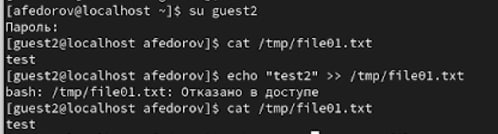 [afedorov@localhost ~]$ su guest2
Пароль:
[guest2@localhost afedorov]$ cat /tmp/file01.txt
test
[guest2@localhost afedorov]$ echo "test2" >> /tmp/file01.txt
bash: /tmp/file01.txt: Отказано в доступе
[guest2@localhost afedorov]$ cat /tmp/file01.txt
test